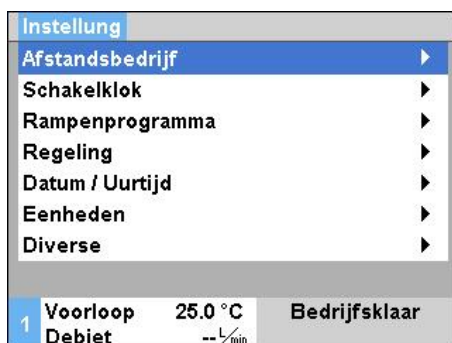 Instellung
Afstandsbedrijf
Schakelklok
Rampenprogramma
Regeling
Datum / Uurtijd
Eenheden
Diverse
1 Voorloop 25.0 °C Bedrijfsklaar
Debiet -- L/min